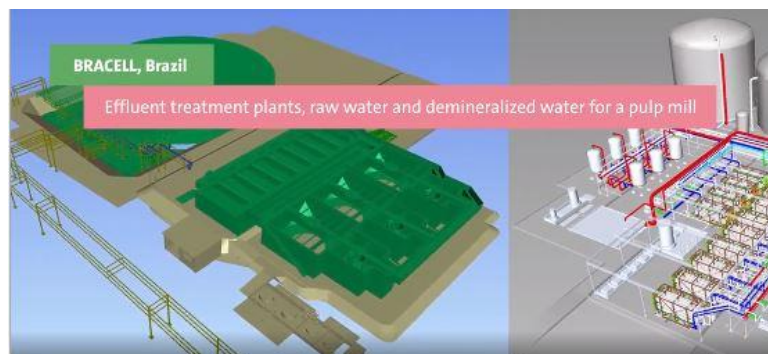 BRACELL, Brazil
Effluent treatment plants, raw water and demineralized water for a pulp mill